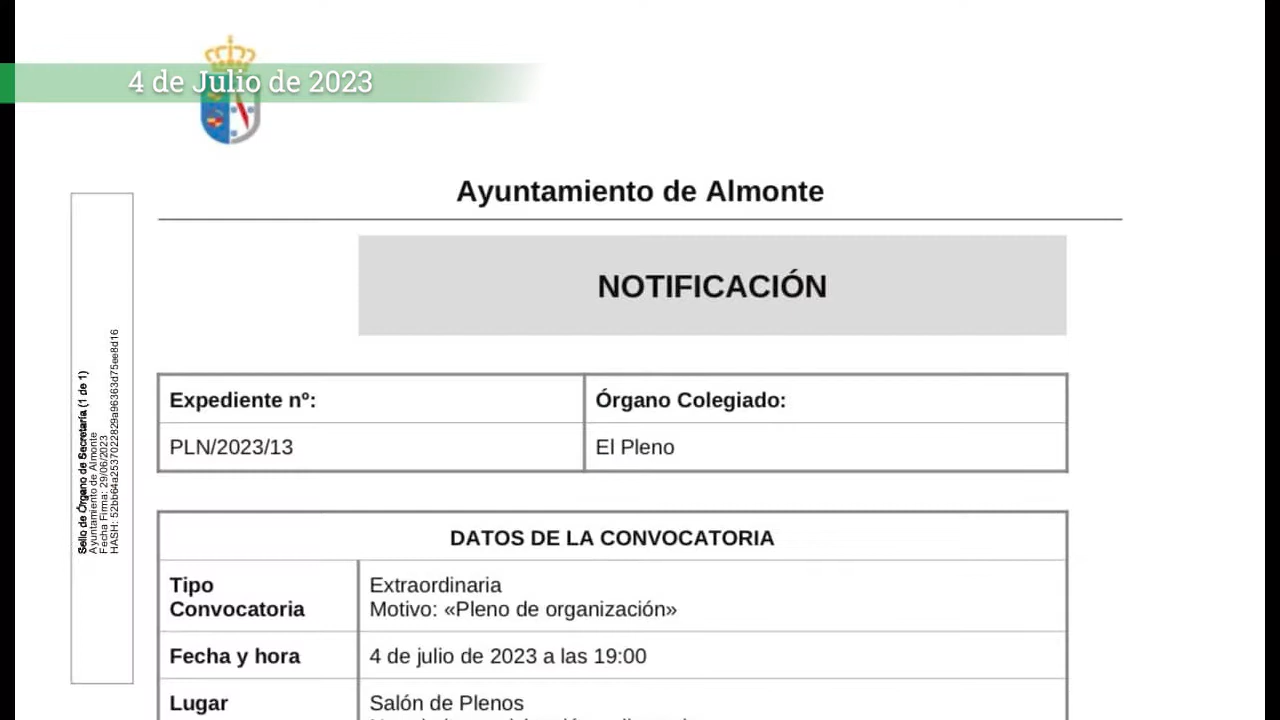 4 de Julio de 2023
Ayuntamiento de Almonte
NOTIFICACIÓN
Expediente nº:
Órgano Colegiado:
PLN/2023/13
El Pleno
DATOS DE LA CONVOCATORIA
Tipo
Convocatoria
Extraordinaria
Motivo: «Pleno de organización»
Fecha y hora
4 de julio de 2023 a las 19:00
Lugar
Salón de Plenos
Sello de Órgano de Secretaría (1 de 1)
Ayuntamiento de Almonte
Fecha Firma: 29/06/2023
HASH: 52bb64a2537022829a96363d75ee8d16